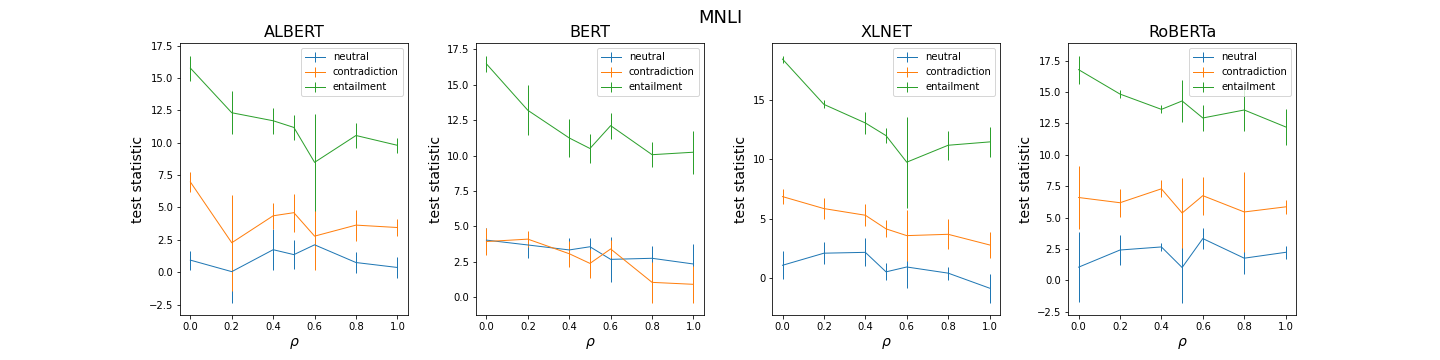 MNLI
ALBERT
17.5
15.0
12.5
10.0
7.5
5.0
2.5
0.0
−2.5
test statistic
neutral
contradiction
entailment
0.0 0.2 0.4 0.6 0.8 1.0
ρ
BERT
17.5
15.0
12.5
10.0
7.5
5.0
2.5
0.0
test statistic
neutral
contradiction
entailment
0.0 0.2 0.4 0.6 0.8 1.0
ρ
XLNET
15
10
5
0
test statistic
neutral
contradiction
entailment
0.0 0.2 0.4 0.6 0.8 1.0
ρ
RoBERTa
17.5
15.0
12.5
10.0
7.5
5.0
2.5
0.0
−2.5
test statistic
neutral
contradiction
entailment
0.0 0.2 0.4 0.6 0.8 1.0
ρ